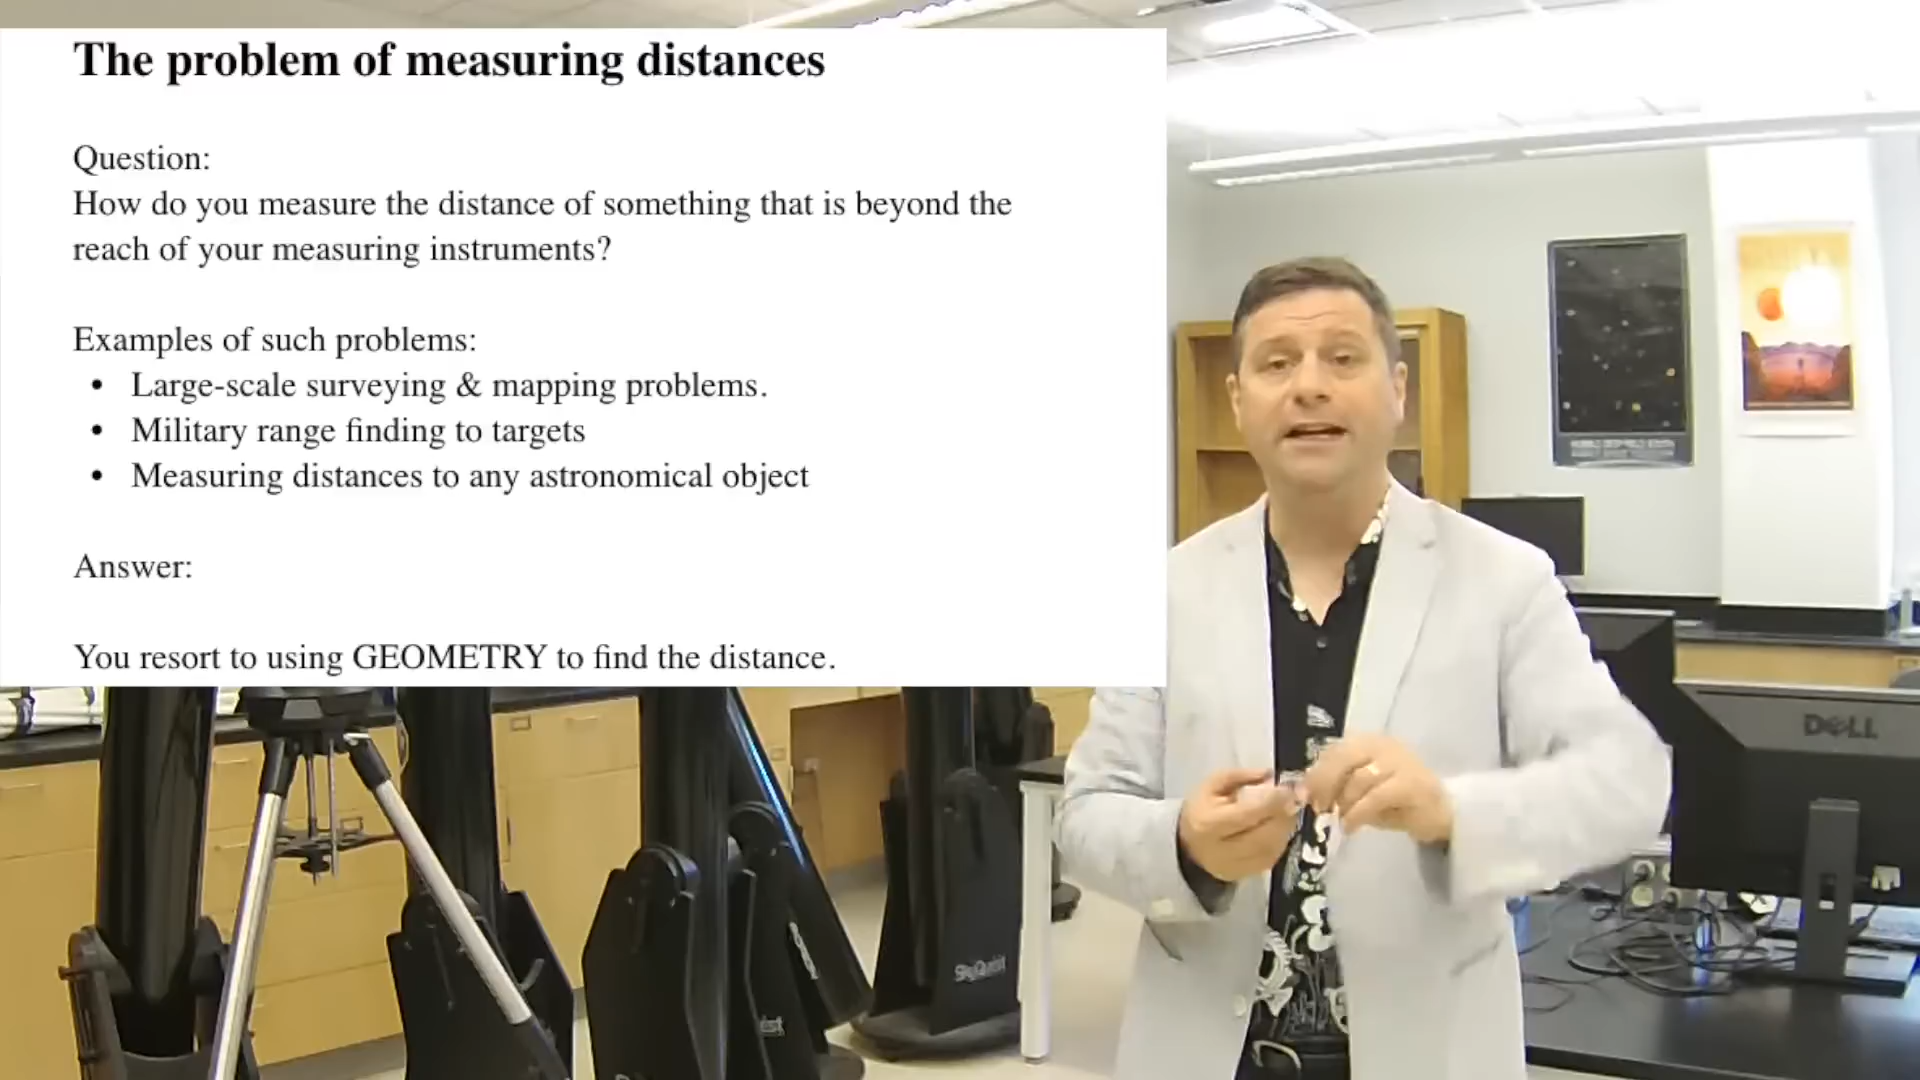 The problem of measuring distances
Question:
How do you measure the distance of something that is beyond the
reach of your measuring instruments?
Examples of such problems:
• Large-scale surveying & mapping problems.
• Military range finding to targets
• Measuring distances to any astronomical object
Answer:
You resort to using GEOMETRY to find the distance.
DELL
SkyQuest